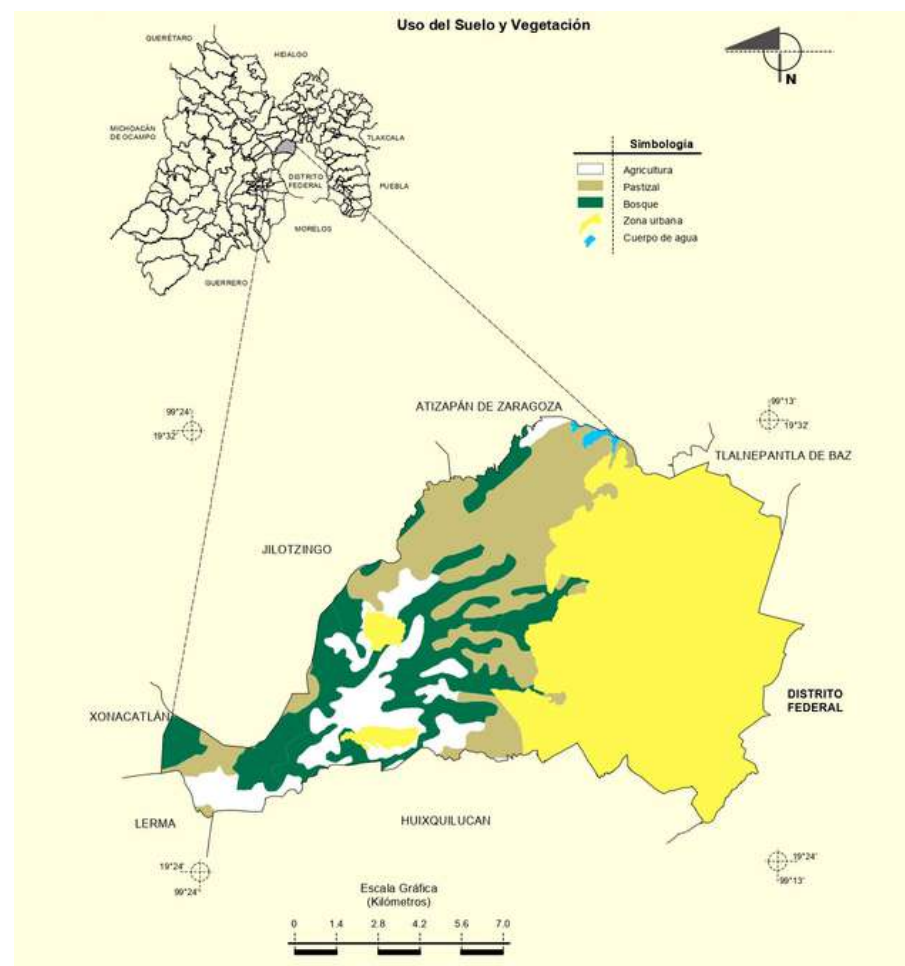 Uso del Suelo y Vegetación
QUERÉTARO
HIDALGO
MICHOACÁN
DE OCAMPO
TLAXCALA
DISTRITO
FEDERAL
PUEBLA
MORELOS
GUERRERO
N
Simbología
Agricultura
Pastizal
Bosque
Zona urbana
Cuerpo de agua
99°24'
19°32'
ATIZAPÁN DE ZARAGOZA
99°13'
19°32'
TLALNEPANTLA DE BAZ
JILOTZINGO
XONACATLÁN
DISTRITO
FEDERAL
LERMA
HUIXQUILUCAN
19°24'
99°24'
19°24'
99°13'
Escala Gráfica
(Kilómetros)
0 1.4 2.8 4.2 5.6 7.0